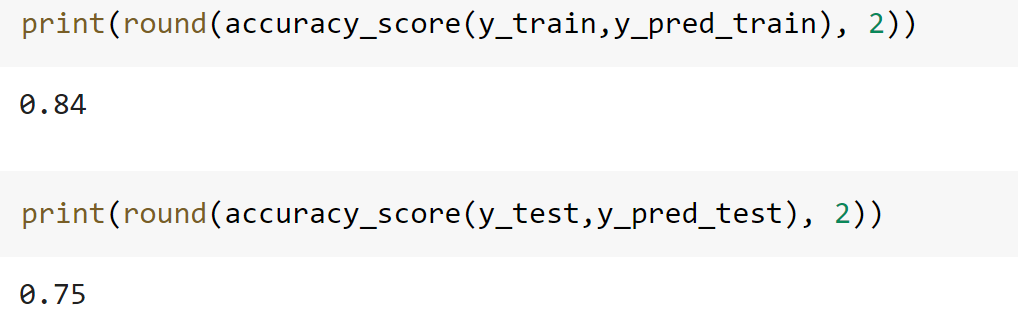 print(round(accuracy_score(y_train,y_pred_train), 2))
0.84
print(round(accuracy_score(y_test,y_pred_test), 2))
0.75